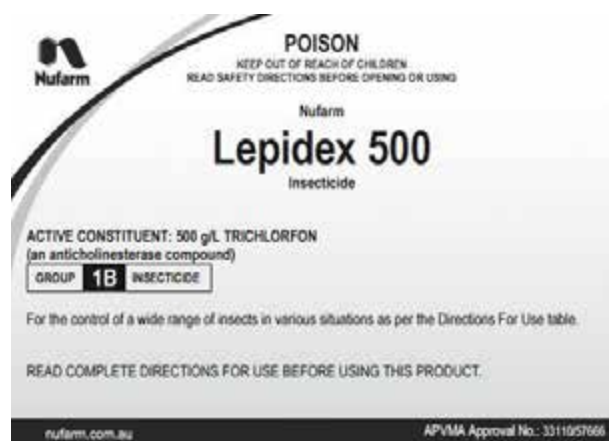 POISON
KEEP OUT OF REACH OF CHILDREN
READ SAFETY DIRECTIONS BEFORE OPENING OR USING
Nufarm
Nufarm
Lepidex 500
Insecticide
ACTIVE CONSTITUENT: 500 g/L TRICHLORFON
(an anticholinesterase compound)
GROUP 1B INSECTICIDE
For the control of a wide range of insects in various situations as per the Directions For Use table.
READ COMPLETE DIRECTIONS FOR USE BEFORE USING THIS PRODUCT.
nufarm.com.au APVMA Approval No.: 33110/57666